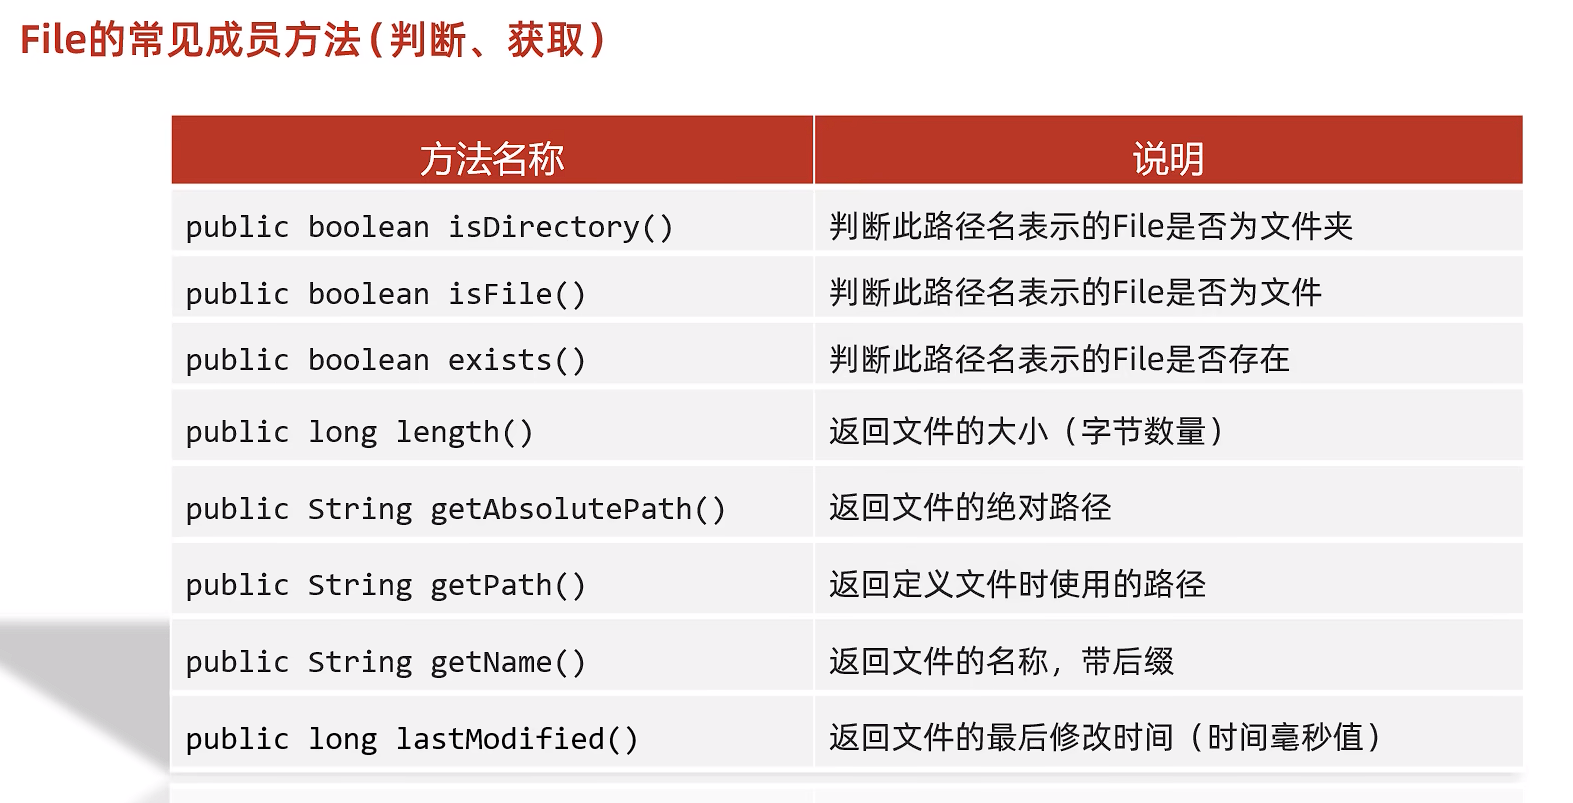 File的常见成员方法(判断、获取)
方法名称 说明
public boolean isDirectory() 判断此路径名表示的File是否为文件夹
public boolean isFile() 判断此路径名表示的File是否为文件
public boolean exists() 判断此路径名表示的File是否存在
public long length() 返回文件的大小（字节数量）
public String getAbsolutePath() 返回文件的绝对路径
public String getPath() 返回定义文件时使用的路径
public String getName() 返回文件的名称，带后缀
public long lastModified() 返回文件的最后修改时间（时间毫秒值）